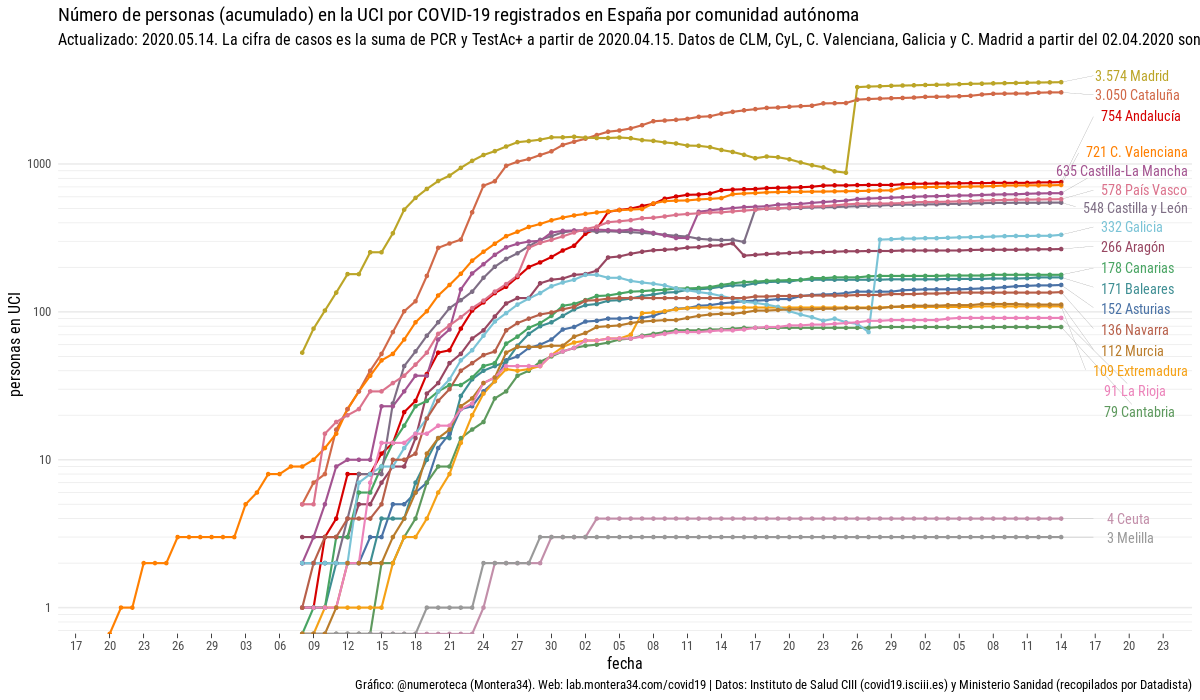 Número de personas (acumulado) en la UCI por COVID-19 registrados en España por comunidad autónoma
Actualizado: 2020.05.14. La cifra de casos es la suma de PCR y TestAc+ a partir de 2020.04.15. Datos de CLM, CyL, C. Valenciana, Galicia y C. Madrid a partir del 02.04.2020 son
3.574 Madrid
3.050 Cataluña
754 Andalucía
721 C. Valenciana
635 Castilla-La Mancha
578 País Vasco
548 Castilla y León
332 Galicia
266 Aragón
178 Canarias
171 Baleares
152 Asturias
136 Navarra
112 Murcia
109 Extremadura
91 La Rioja
79 Cantabria
4 Ceuta
3 Melilla
personas en UCI
1000
100
10
1
17 20 23 26 03 06 09 12 15 18 21 24 27 30 02 05 08 11 14 17 20 23 26 29 02 05 08 11 14 17 20 23
fecha
Gráfico: @numeroteca (Montera34). Web: lab.montera34.com/covid19 | Datos: Instituto de Salud CIII (covid19.isciii.es) y Ministerio Sanidad (recopilados por Datadista)